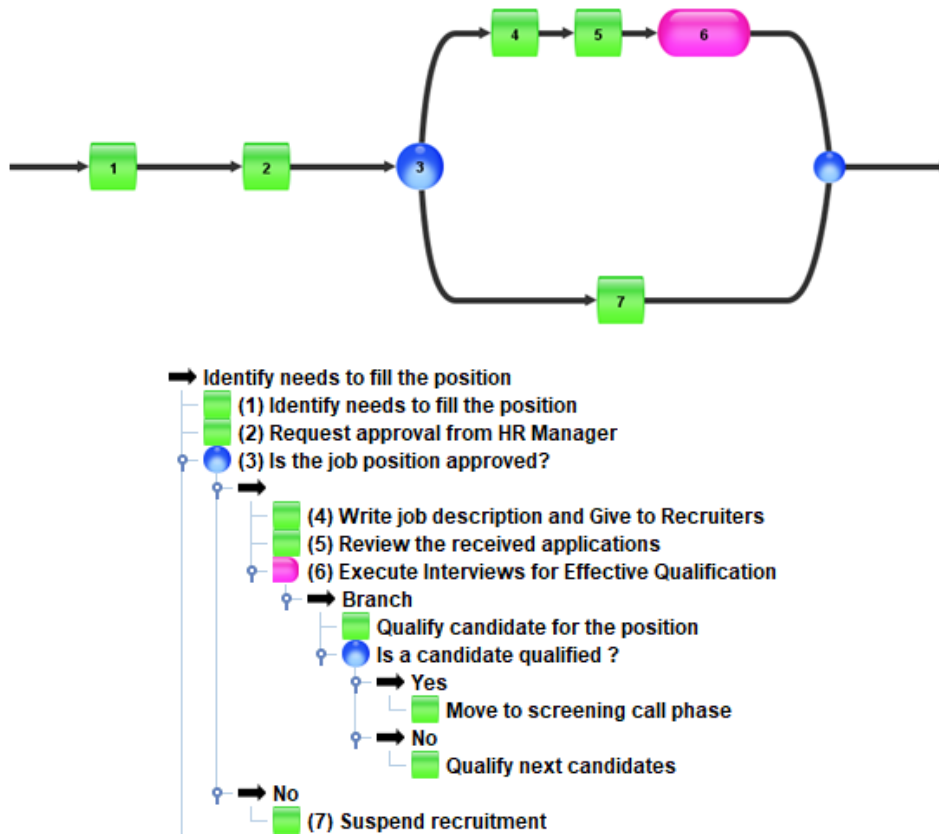 4
5
6
1
2
3
7
Identify needs to fill the position
(1) Identify needs to fill the position
(2) Request approval from HR Manager
(3) Is the job position approved?
(4) Write job description and Give to Recruiters
(5) Review the received applications
(6) Execute Interviews for Effective Qualification
Branch
Qualify candidate for the position
Is a candidate qualified ?
Yes
Move to screening call phase
No
Qualify next candidates
No
(7) Suspend recruitment